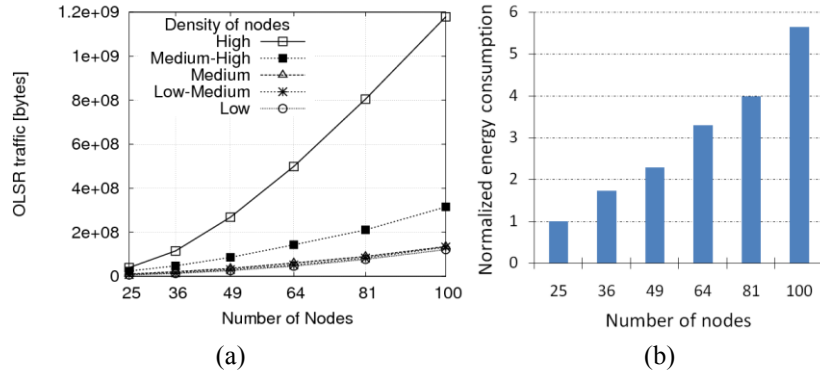 OLSR traffic [bytes]
1.2e+09
1e+09
8e+08
6e+08
4e+08
2e+08
0
Density of nodes
High
Medium-High
Medium
Low-Medium
Low
25 36 49 64 81 100
Number of Nodes
(a)
Normalized energy consumption
6
5
4
3
2
1
0
25 36 49 64 81 100
Number of nodes
(b)